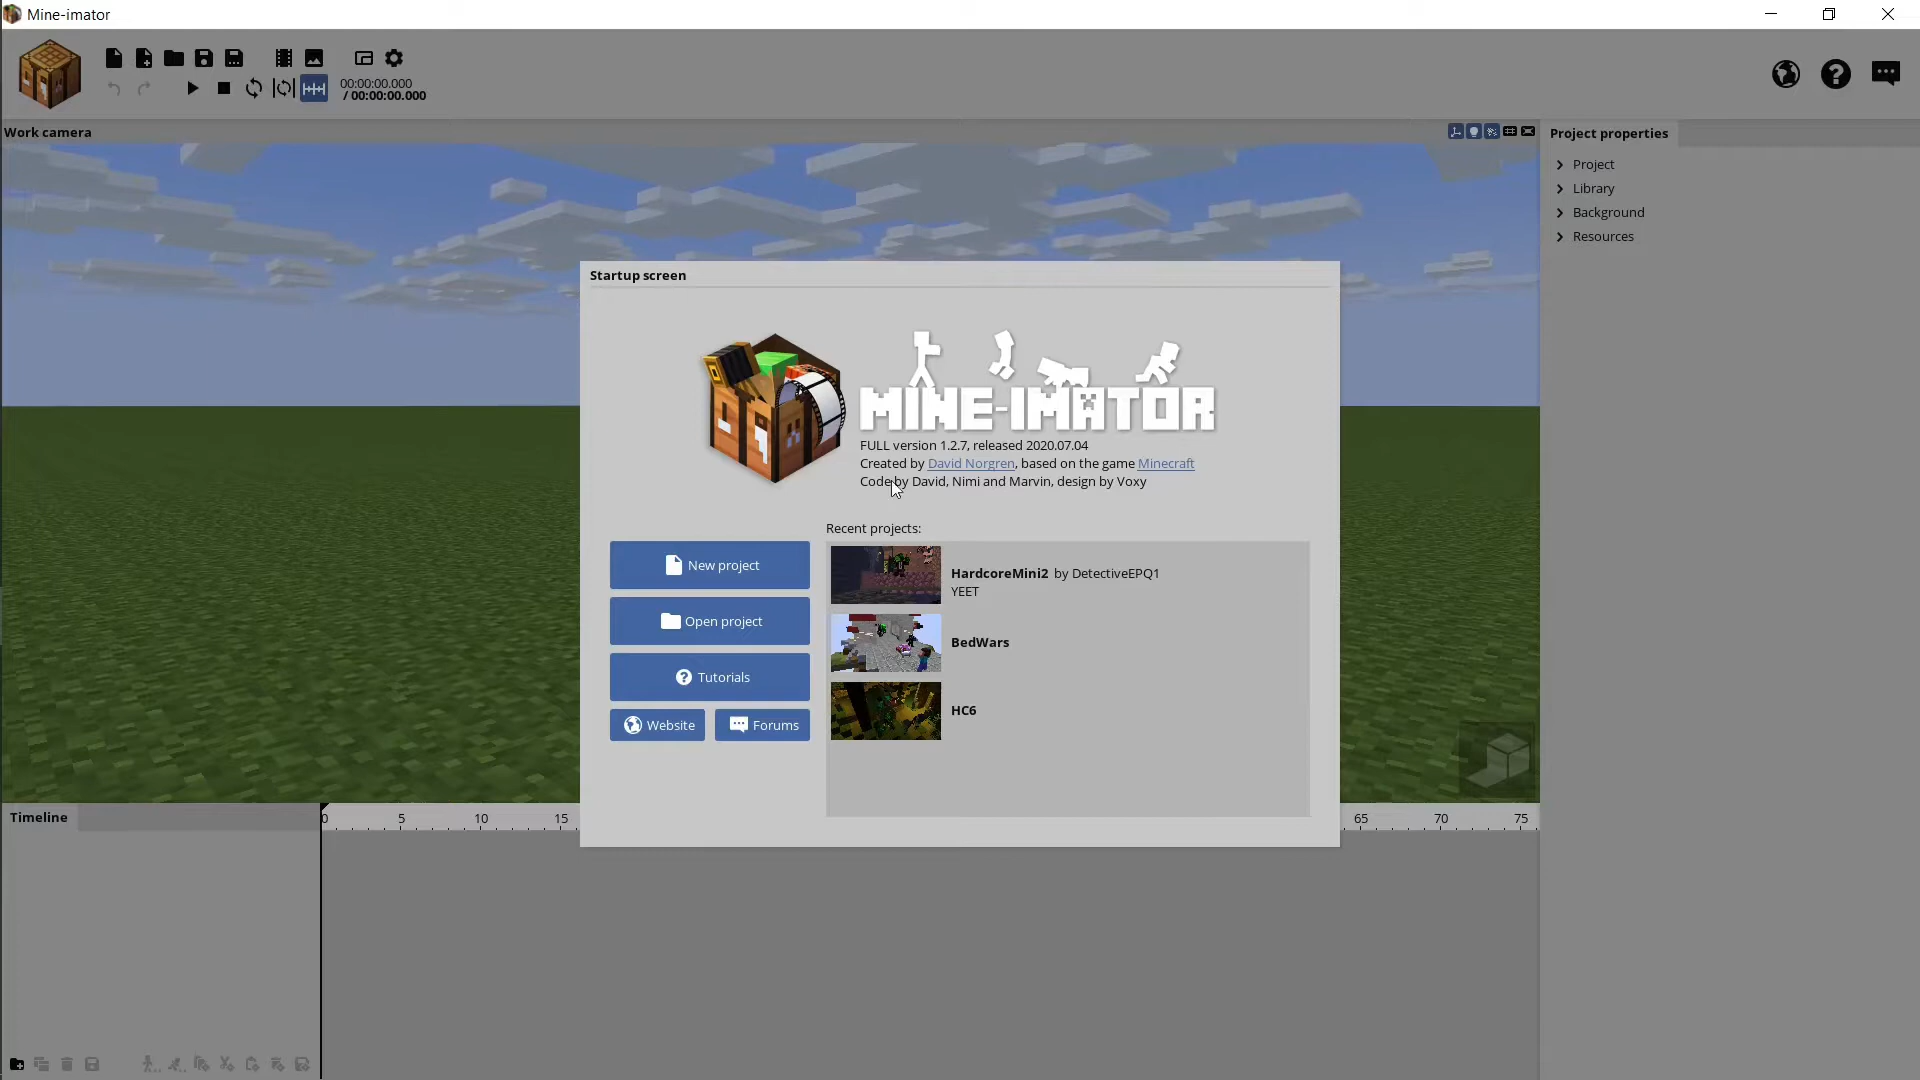 Mine-imator
00:00:00.000
/ 00:00:00.000
Work camera
Project properties
Project
Library
Background
Resources
Startup screen
MINE-IMATOR
FULL version 1.2.7, released 2020.07.04
Created by David Norgren, based on the game Minecraft
Code by David, Nimi and Marvin, design by Voxy
Recent projects:
New project
Open project
Tutorials
Website
Forums
HardcoreMini2 by DetectiveEPQ1
YEET
BedWars
HC6
Timeline
0 5 10 15 65 70 75